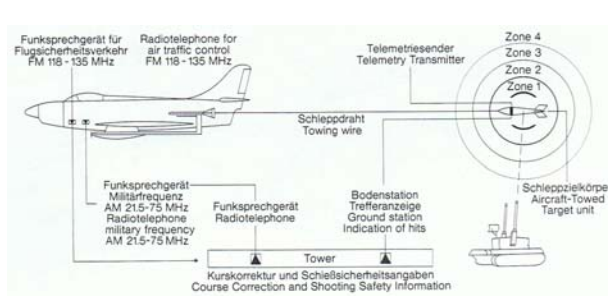 Funksprechgerät für
Flugsicherheitsverkehr
FM 118 - 135 MHz
Radiotelephone for
air traffic control
FM 118 - 135 MHz
Telemetriesender
Telemetry Transmitter
Zone 4
Zone 3
Zone 2
Zone 1
Schleppdraht
Towing wire
Schleppzielkörpe
Aircraft-Towed
Target unit
Funksprechgerät
Militärfrequenz
AM 21.5-75 MHz
Radiotelephone
military frequency
AM 21.5-75 MHz
Funksprechgerät
Radiotelephone
Bodenstation
Trefferanzeige
Ground station
Indication of hits
Tower
Kurskorrektur und Schießsicherheitsangaben
Course Correction and Shooting Safety Information